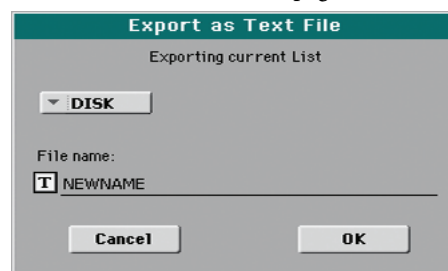 Export as Text File
Exporting current List
DISK
File name:
T NEWNAME
Cancel OK